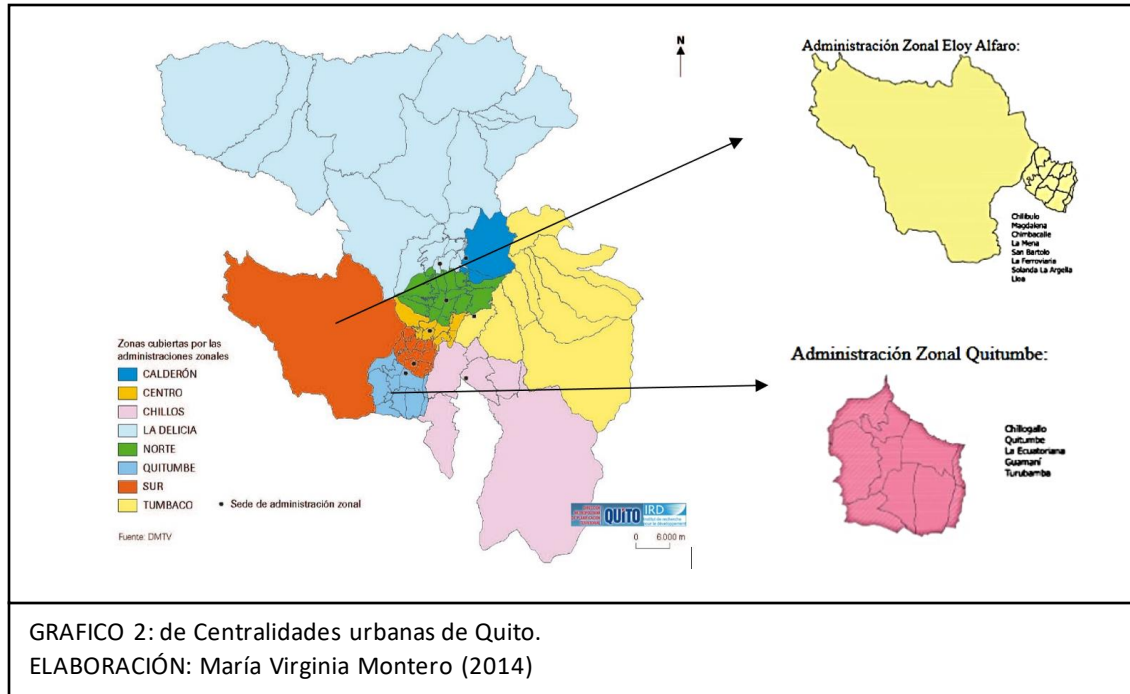 N
Administración Zonal Eloy Alfaro:
Chilibulo
Magdalena
Chimbacalle
La Mena
San Bartolo
La Ferroviaria
Solanda La Argelia
Lloa
Zonas cubiertas por las
administraciones zonales
CALDERÓN
CENTRO
CHILLOS
LA DELICIA
NORTE
QUITUMBE
SUR
TUMBACO
Sede de administración zonal
Fuente: DMTV
QUITO
IRD
0 6.000 m
Administración Zonal Quitumbe:
Chillogallo
Quitumbe
La Ecuatoriana
Guamaní
Turubamba
GRAFICO 2: de Centralidades urbanas de Quito.
ELABORACIÓN: María Virginia Montero (2014)